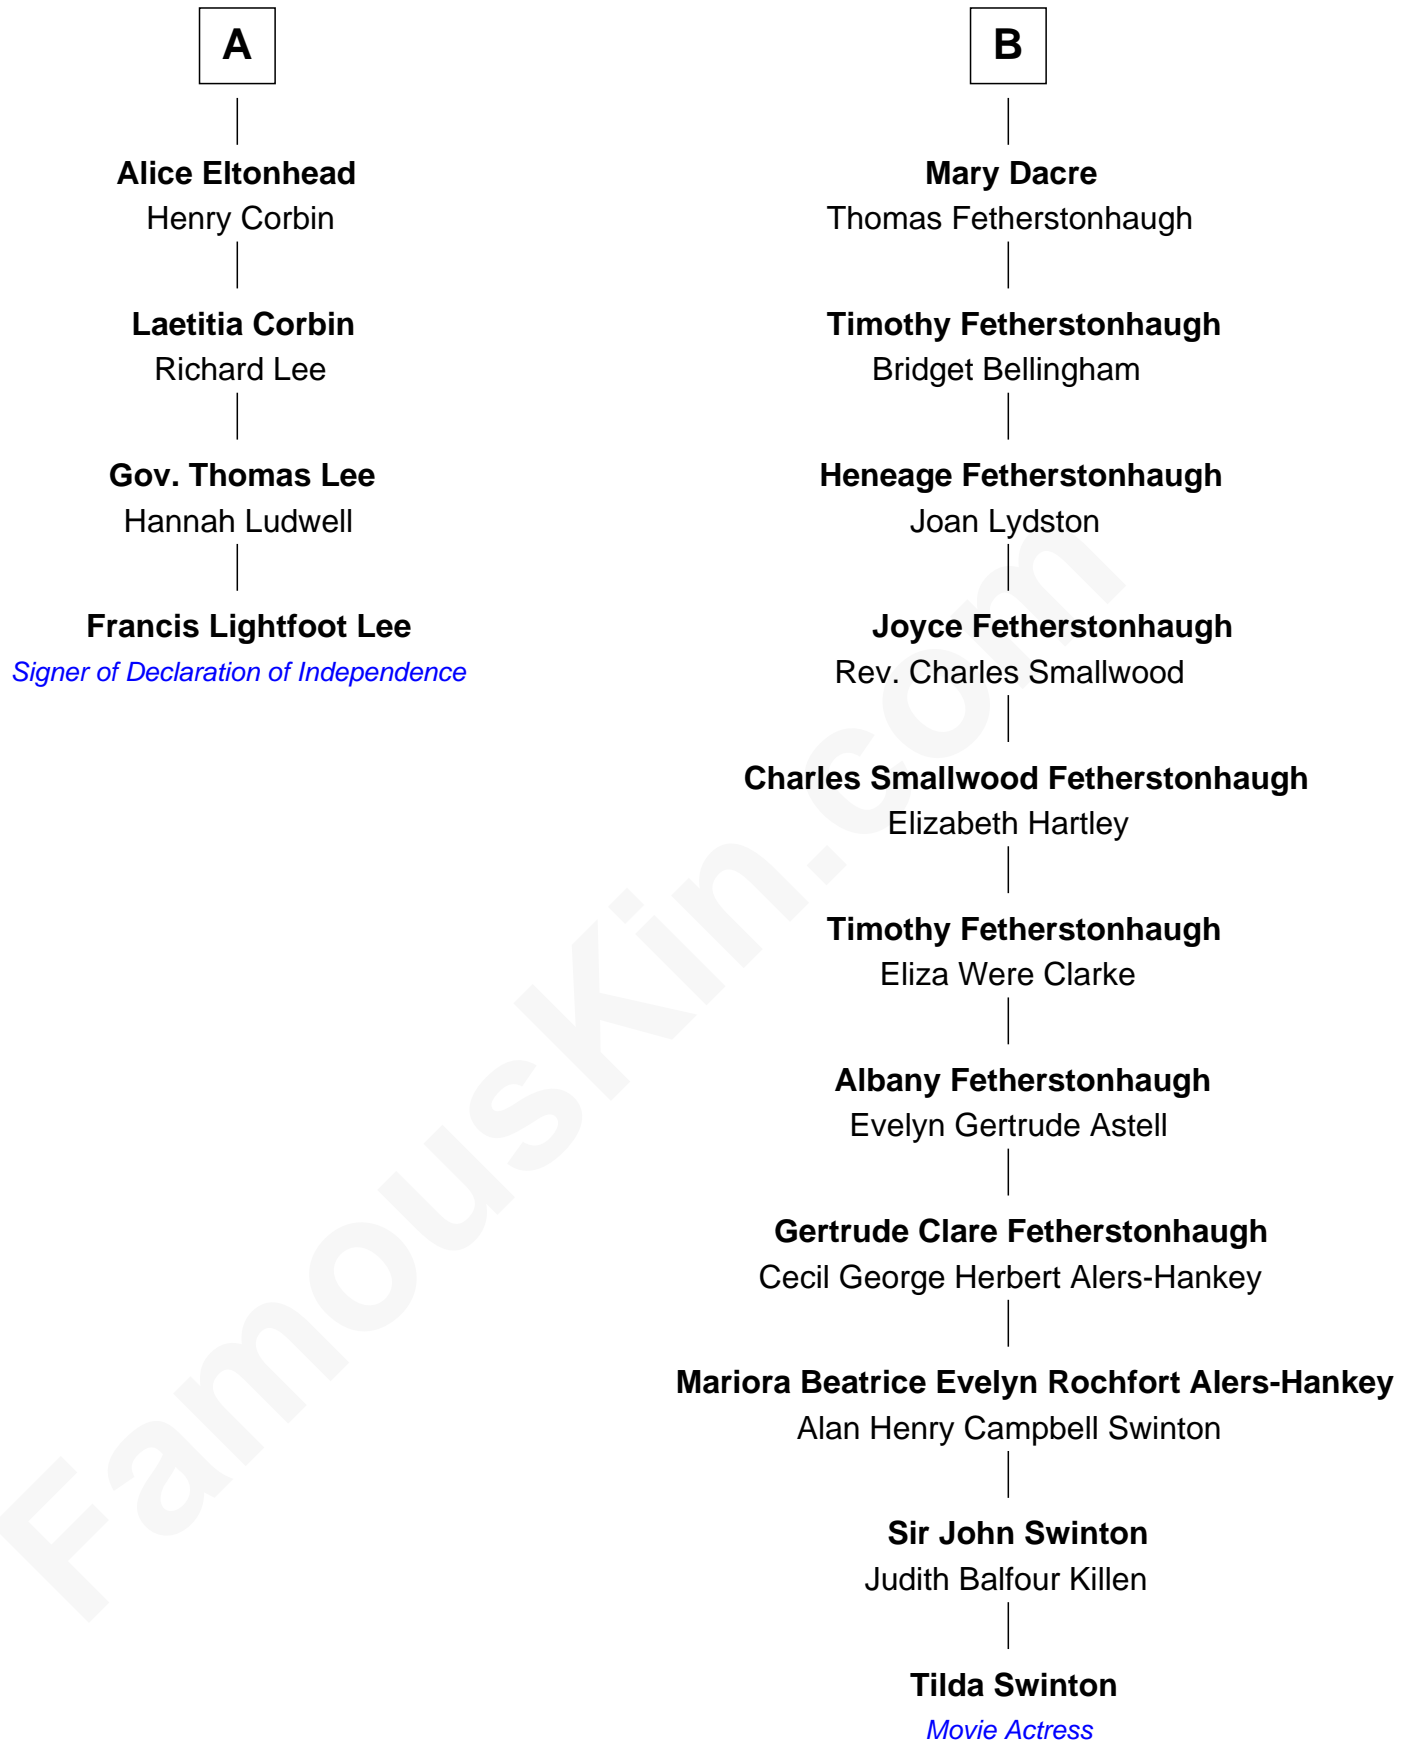 A
Alice Eltonhead
Henry Corbin
Laetitia Corbin
Richard Lee
Gov. Thomas Lee
Hannah Ludwell
Francis Lightfoot Lee
Signer of Declaration of Independence
B
Mary Dacre
Thomas Fetherstonhaugh
Timothy Fetherstonhaugh
Bridget Bellingham
Heneage Fetherstonhaugh
Joan Lydston
Joyce Fetherstonhaugh
Rev. Charles Smallwood
Charles Smallwood Fetherstonhaugh
Elizabeth Hartley
Timothy Fetherstonhaugh
Eliza Were Clarke
Albany Fetherstonhaugh
Evelyn Gertrude Astell
Gertrude Clare Fetherstonhaugh
Cecil George Herbert Alers-Hankey
Mariora Beatrice Evelyn Rochfort Alers-Hankey
Alan Henry Campbell Swinton
Sir John Swinton
Judith Balfour Killen
Tilda Swinton
Movie Actress
FamousKin.com